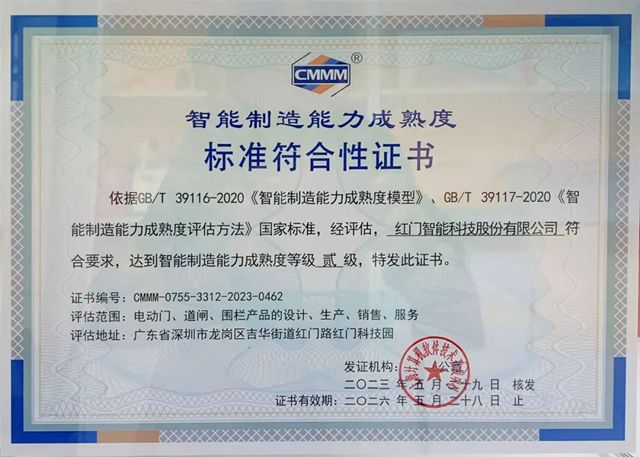 CMMM®
智能制造能力成熟度
标准符合性证书
依据GB/T 39116-2020《智能制造能力成熟度模型》、GB/T 39117-2020《智
能制造能力成熟度评估方法》国家标准，经评估，红门智能科技股份有限公司 符
合要求，达到智能制造能力成熟度等级 贰 级，特发此证书。
证书编号：CMMM-0755-3312-2023-0462
评估范围：电动门、道闸、围栏产品的设计、生产、销售、服务
评估地址：广东省深圳市龙岗区吉华街道红门路红门科技园
发证机构： 公章
二〇二三 年 五 月 二十九 日 核发
证书有效期：二〇二六 年 五 月 二十八 日 止